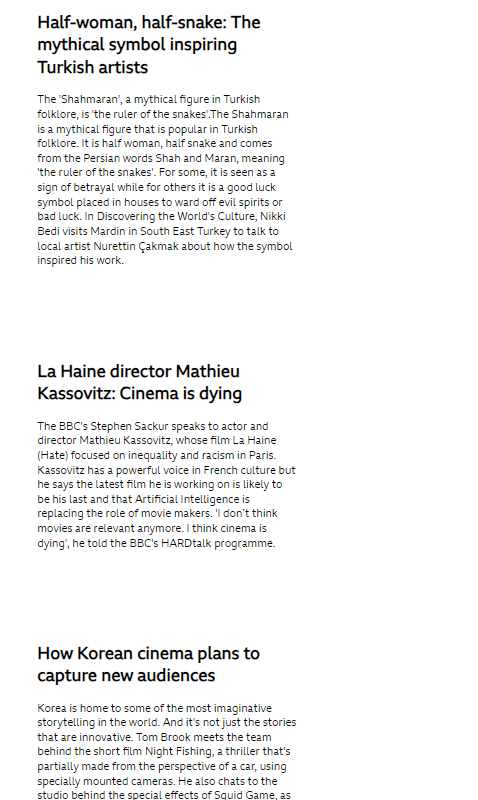 Half-woman, half-snake: The
mythical symbol inspiring
Turkish artists
The 'Shahmaran', a mythical figure in Turkish
folklore, is 'the ruler of the snakes'.The Shahmaran
is a mythical figure that is popular in Turkish
folklore. It is half woman, half snake and comes
from the Persian words Shah and Maran, meaning
'the ruler of the snakes'. For some, it is seen as a
sign of betrayal while for others it is a good luck
symbol placed in houses to ward off evil spirits or
bad luck. In Discovering the World's Culture, Nikki
Bedi visits Mardin in South East Turkey to talk to
local artist Nurettin Çakmak about how the symbol
inspired his work.
La Haine director Mathieu
Kassovitz: Cinema is dying
The BBC's Stephen Sackur speaks to actor and
director Mathieu Kassovitz, whose film La Haine
(Hate) focused on inequality and racism in Paris.
Kassovitz has a powerful voice in French culture but
he says the latest film he is working on is likely to
be his last and that Artificial Intelligence is
replacing the role of movie makers. 'I don't think
movies are relevant anymore. I think cinema is
dying', he told the BBC's HARDtalk programme.
How Korean cinema plans to
capture new audiences
Korea is home to some of the most imaginative
storytelling in the world. And it's not just the stories
that are innovative. Tom Brook meets the team
behind the short film Night Fishing, a thriller that's
partially made from the perspective of a car, using
specially mounted cameras. He also chats to the
studio behind the special effects of Squid Game, as